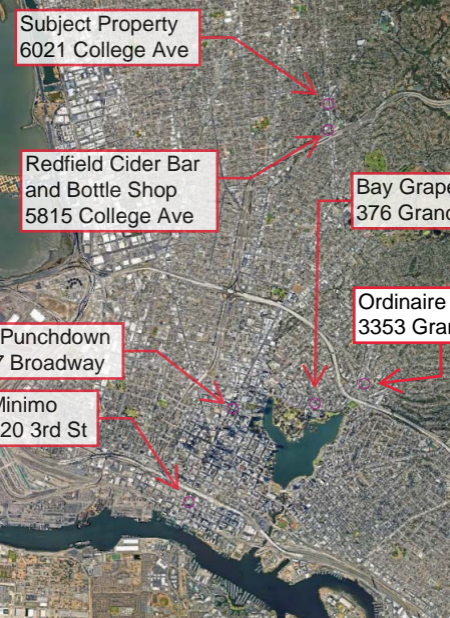 Subject Property
6021 College Ave
Redfield Cider Bar
and Bottle Shop
5815 College Ave
Bay Grape
376 Grand
Ordinaire
3353 Gran
Punchdown
7 Broadway
Minimo
20 3rd St